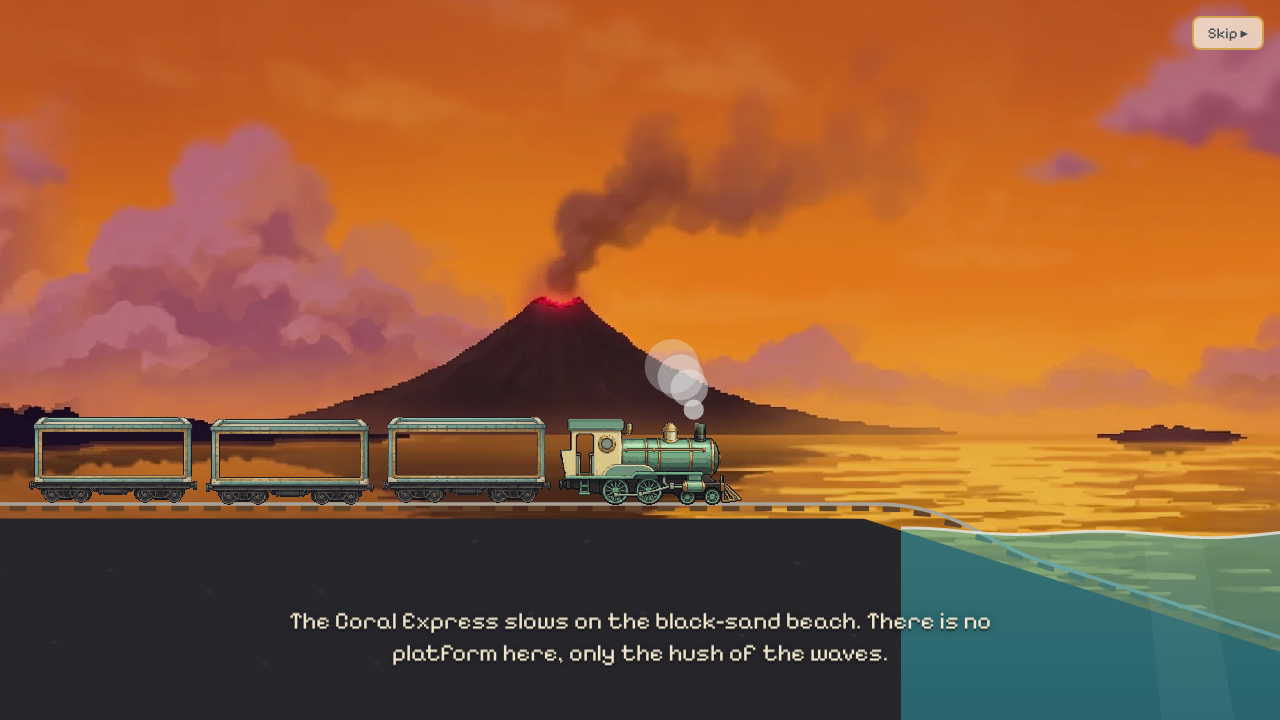 Skip ▸
The Coral Express slows on the black-sand beach. There is no
platform here, only the hush of the waves.